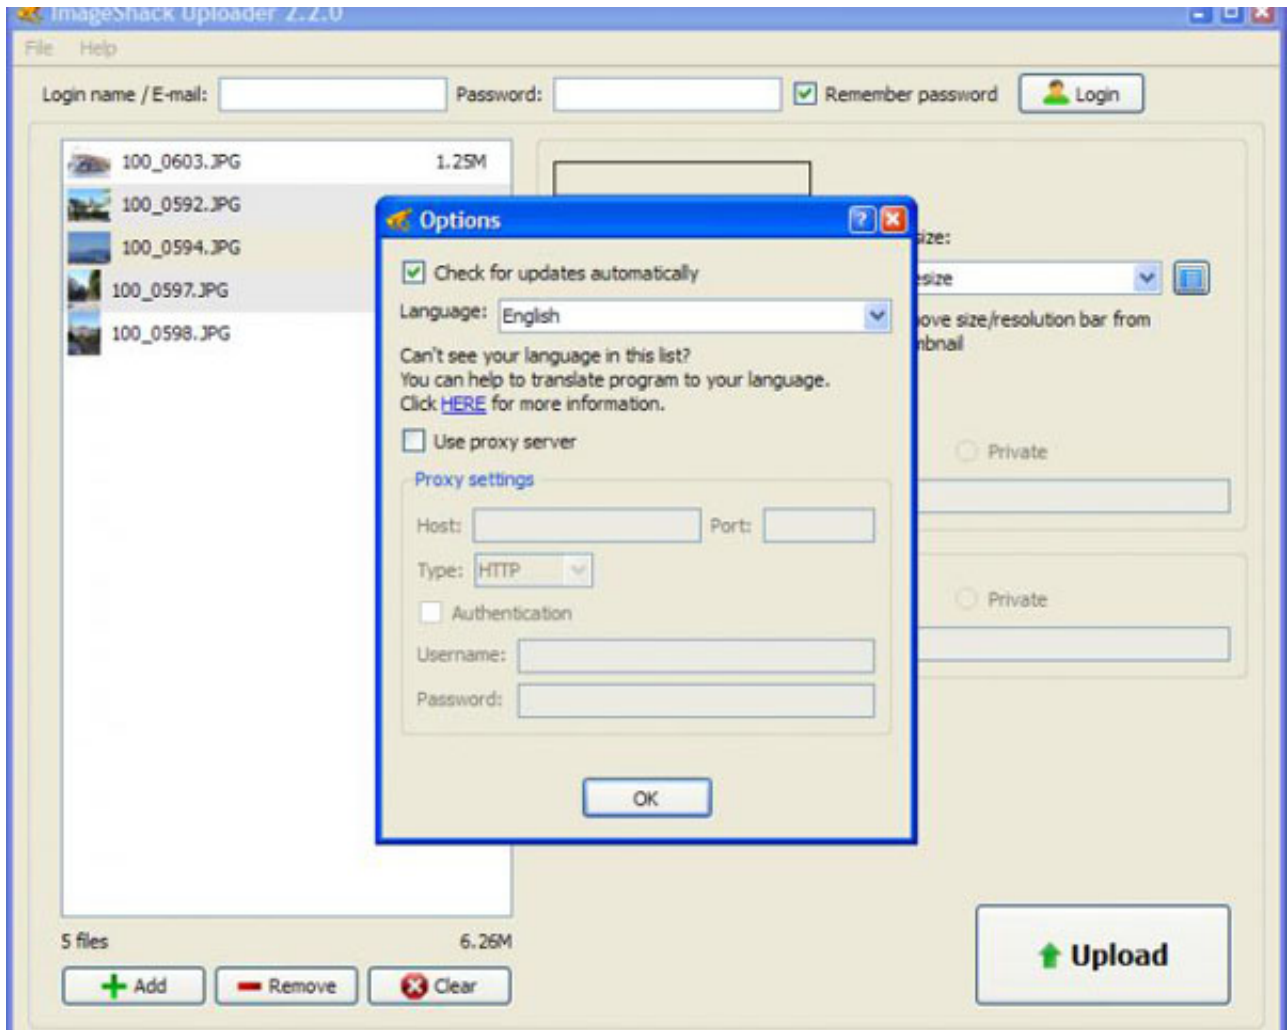 ImageShack Uploader 2.2.0
File Help
Login name / E-mail: Password: Remember password Login
100_0603.JPG 1.25M
100_0592.JPG
100_0594.JPG
100_0597.JPG
100_0598.JPG
5 files 6.26M
Add Remove Clear
Options
Check for updates automatically
Language: English
Can't see your language in this list?
You can help to translate program to your language.
Click HERE for more information.
Use proxy server
Proxy settings
Host: Port:
Type: HTTP
Authentication
Username:
Password:
OK
size:
esize
ove size/resolution bar from
mbnail
Private
Private
Upload